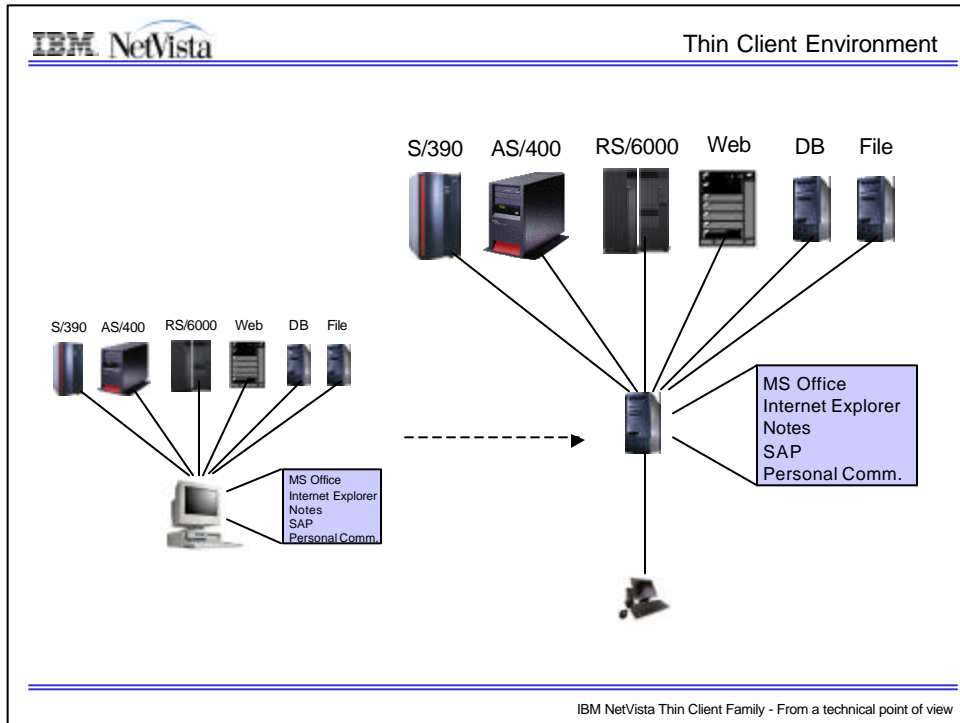 IBM NetVista
Thin Client Environment
S/390 AS/400 RS/6000 Web DB File
S/390 AS/400 RS/6000 Web DB File
MS Office
Internet Explorer
Notes
SAP
Personal Comm.
MS Office
Internet Explorer
Notes
SAP
Personal Comm.
IBM NetVista Thin Client Family - From a technical point of view